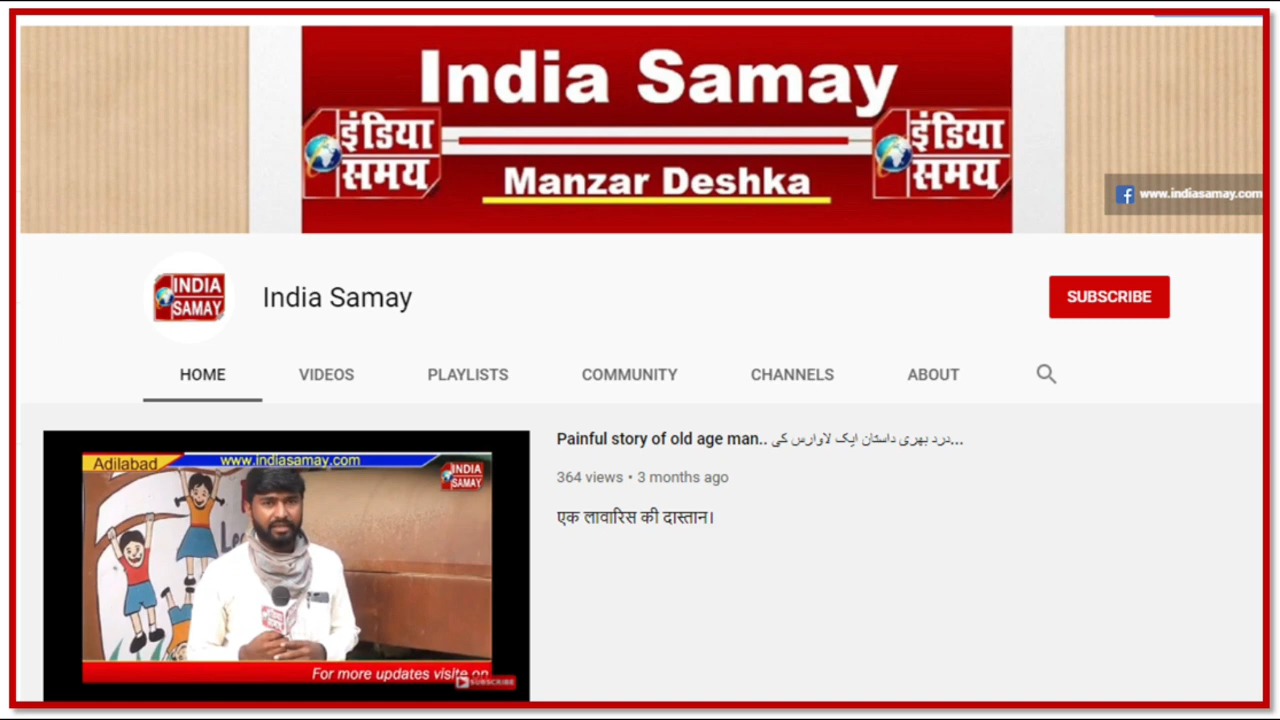 India Samay
इंडिया
समय
इंडिया
समय
Manzar Deshka
www.indiasamay.com
INDIA
SAMAY
India Samay
SUBSCRIBE
HOME VIDEOS PLAYLISTS COMMUNITY CHANNELS ABOUT
Painful story of old age man.. درد بھری داستان ایک لاوارس کی...
364 views • 3 months ago
एक लावारिस की दास्तान।
Adilabad
www.indiasamay.com
INDIA
SAMAY
For more updates visite on
SUBSCRIBE